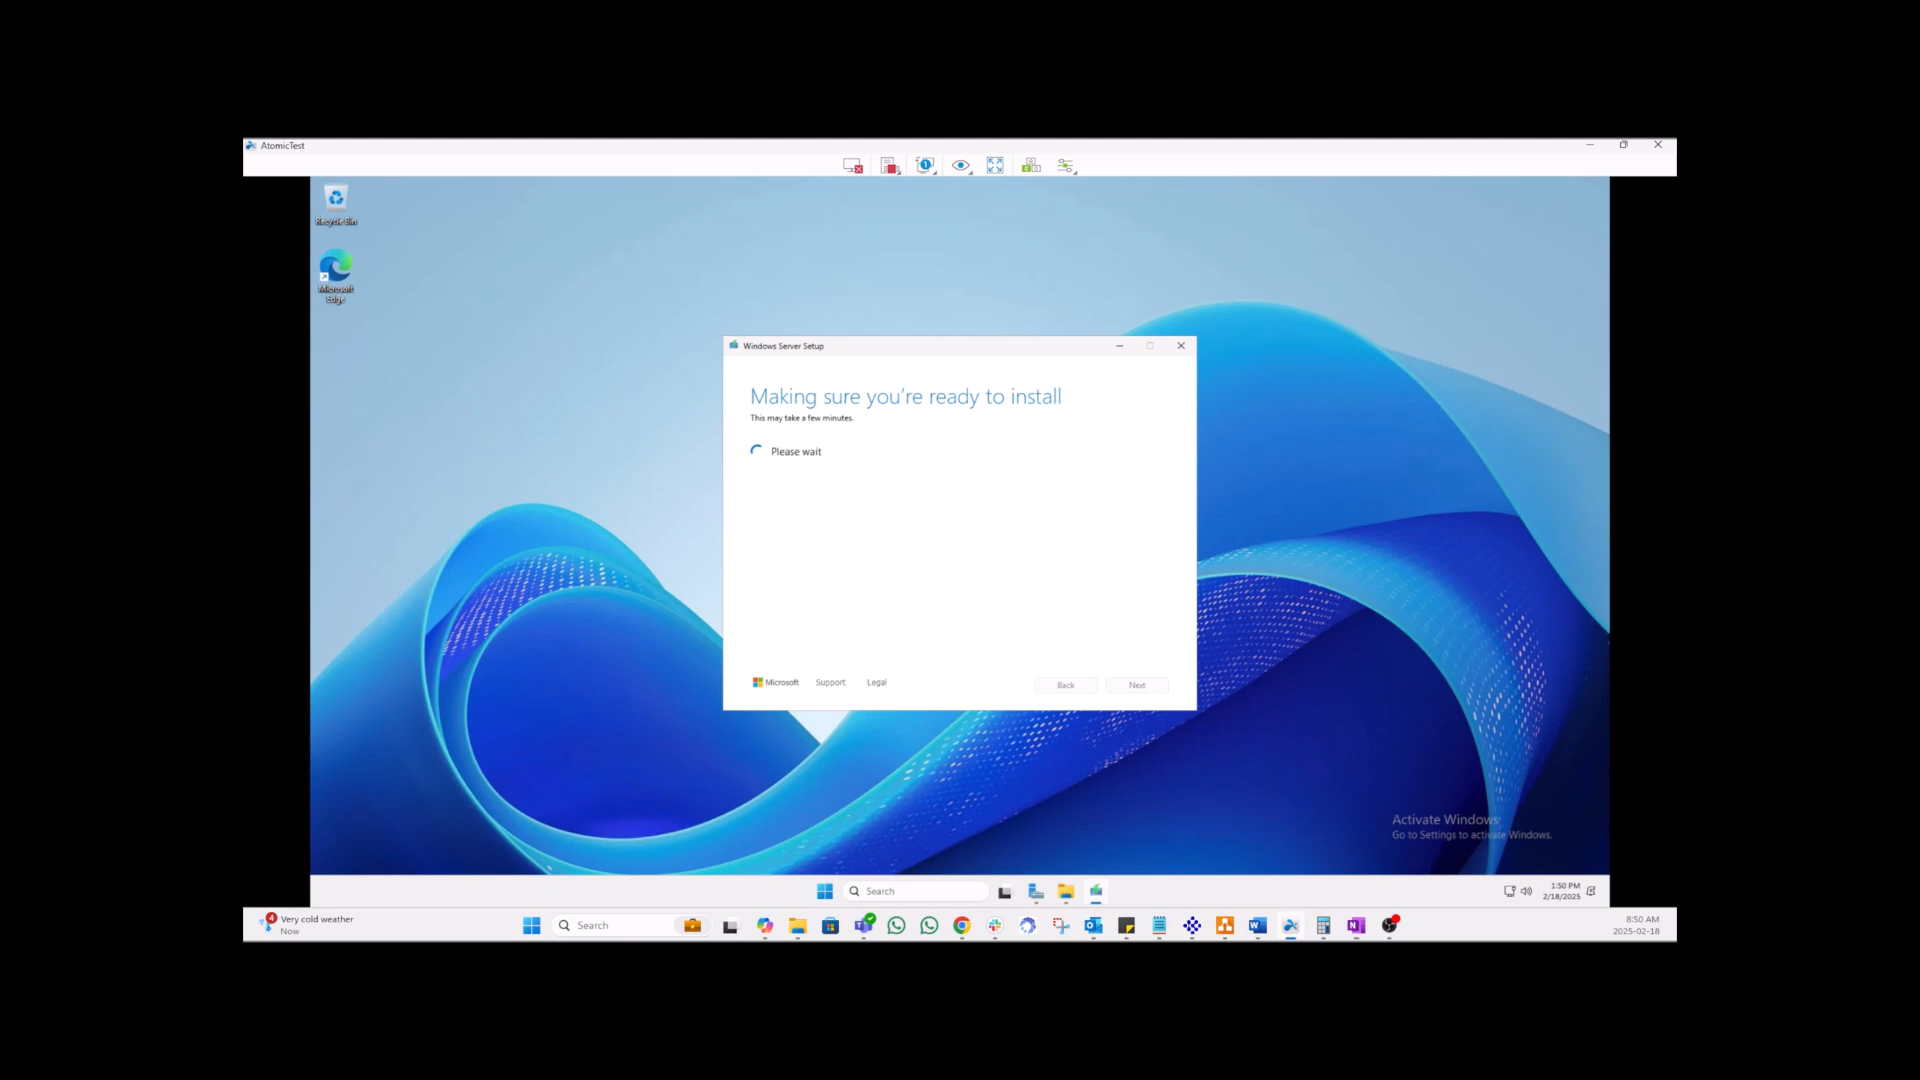 AtomicTest
Recycle Bin
Microsoft
Edge
Windows Server Setup
Making sure you're ready to install
This may take a few minutes.
Please wait
Microsoft
Support
Legal
Back
Next
Activate Windows
Go to Settings to activate Windows.
Search
1:50 PM
2/18/2025
4
Very cold weather
Now
Search
8:50 AM
2025-02-18